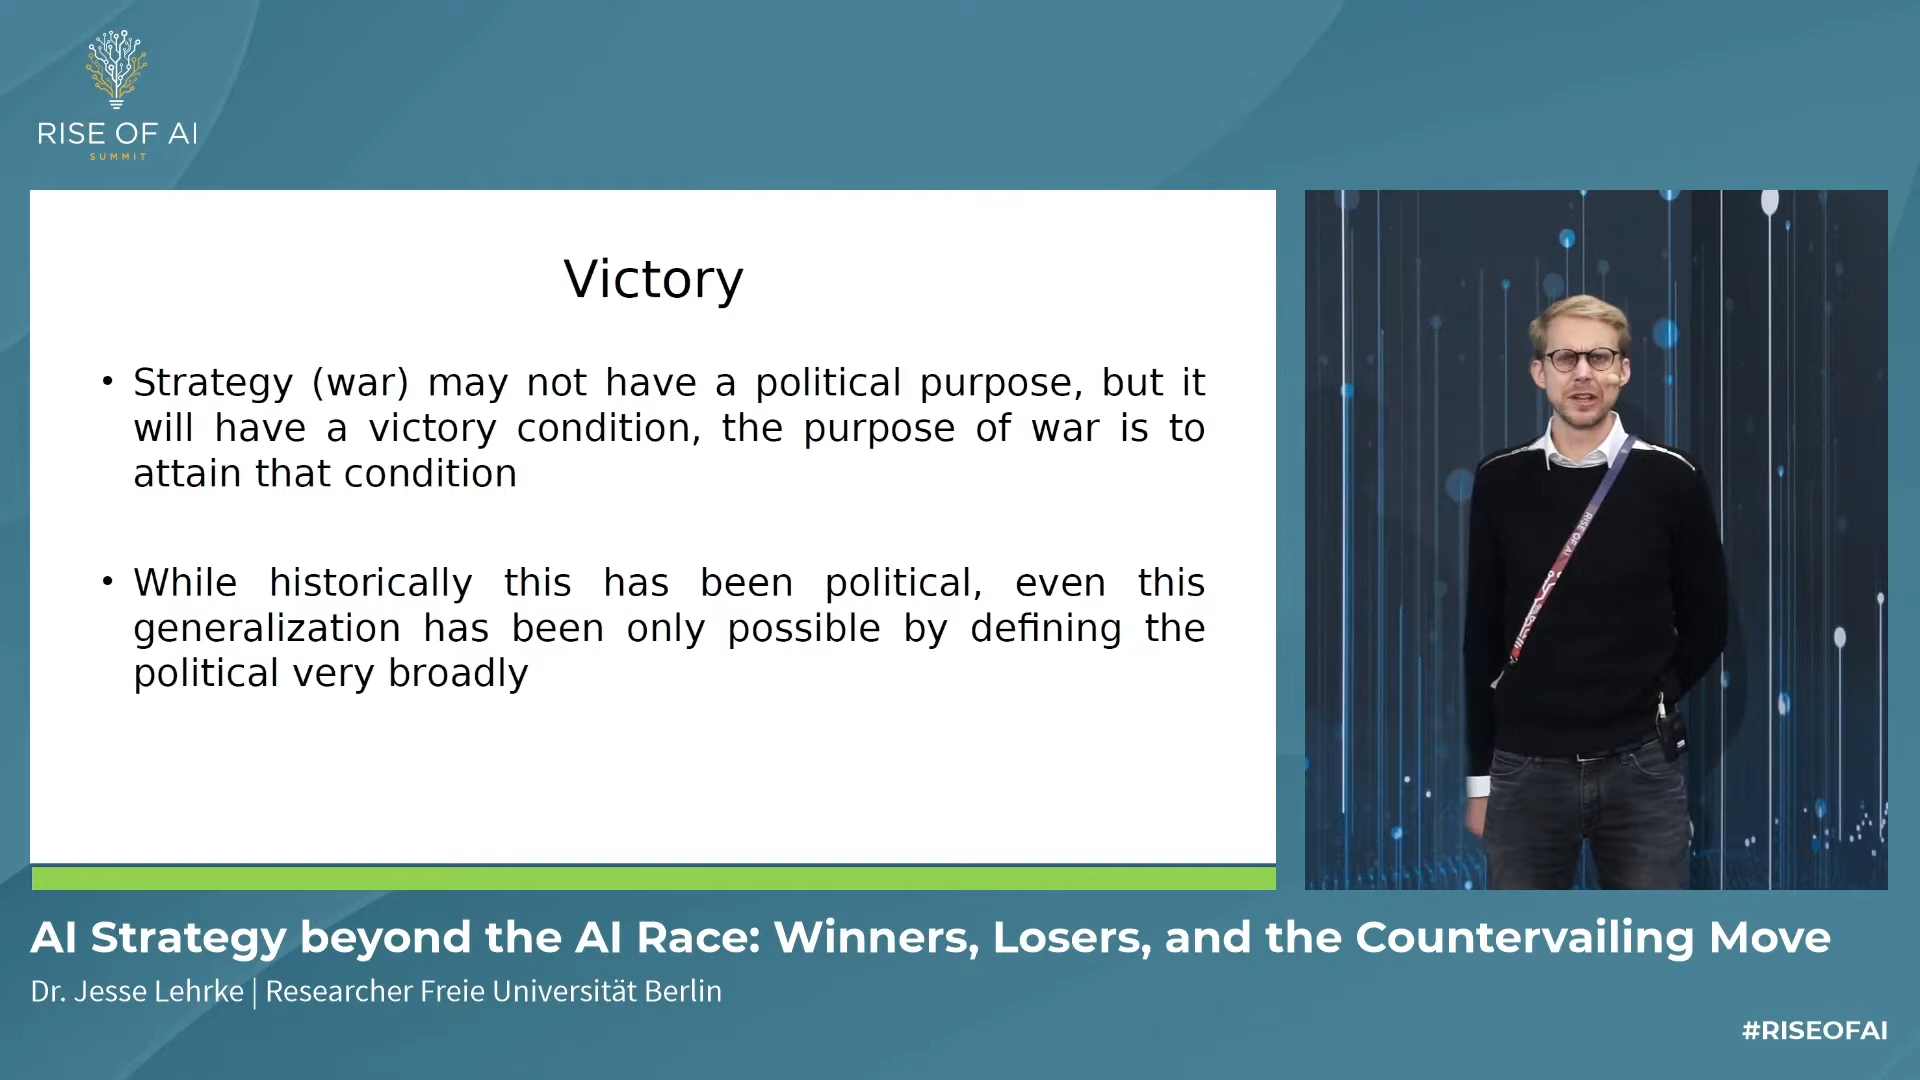 RISE OF AI
SUMMIT
Victory
• Strategy (war) may not have a political purpose, but it
will have a victory condition, the purpose of war is to
attain that condition
• While historically this has been political, even this
generalization has been only possible by defining the
political very broadly
RISE OF AI
AI Strategy beyond the AI Race: Winners, Losers, and the Countervailing Move
Dr. Jesse Lehrke | Researcher Freie Universität Berlin
#RISEOFAI